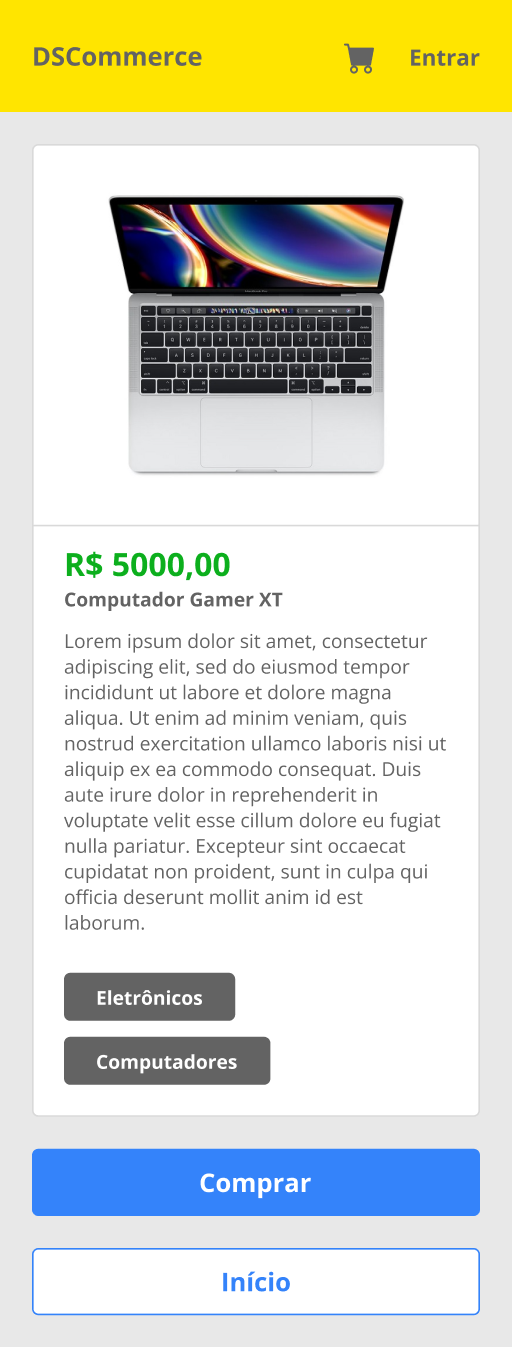 DSCommerce
Entrar
R$ 5000,00
Computador Gamer XT
Lorem ipsum dolor sit amet, consectetur
adipiscing elit, sed do eiusmod tempor
incididunt ut labore et dolore magna
aliqua. Ut enim ad minim veniam, quis
nostrud exercitation ullamco laboris nisi ut
aliquip ex ea commodo consequat. Duis
aute irure dolor in reprehenderit in
voluptate velit esse cillum dolore eu fugiat
nulla pariatur. Excepteur sint occaecat
cupidatat non proident, sunt in culpa qui
officia deserunt mollit anim id est
laborum.
Eletrônicos
Computadores
Comprar
Início